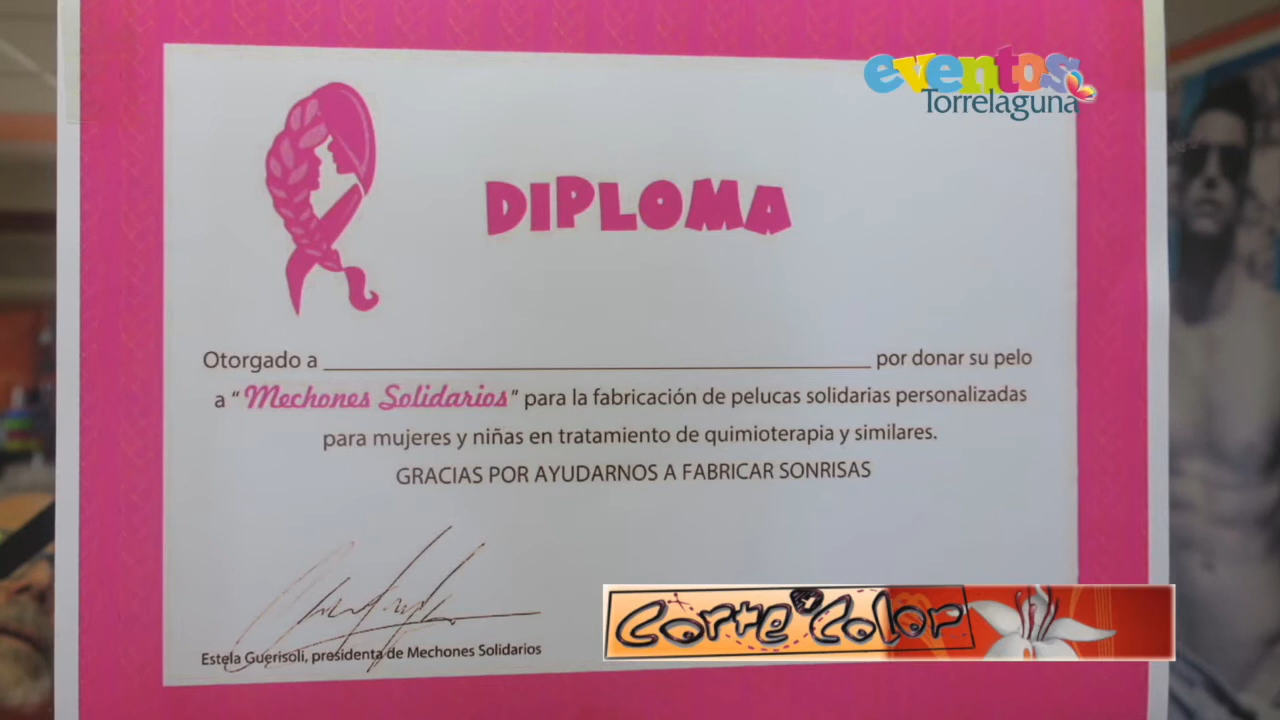 eventos
Torrelaguna
DIPLOMA
Otorgado a ______ por donar su pelo
a "Mechones Solidarios" para la fabricación de pelucas solidarias personalizadas
para mujeres y niñas en tratamiento de quimioterapia y similares.
GRACIAS POR AYUDARNOS A FABRICAR SONRISAS
Estela Guerisoli, presidenta de Mechones Solidarios
Corte y Color